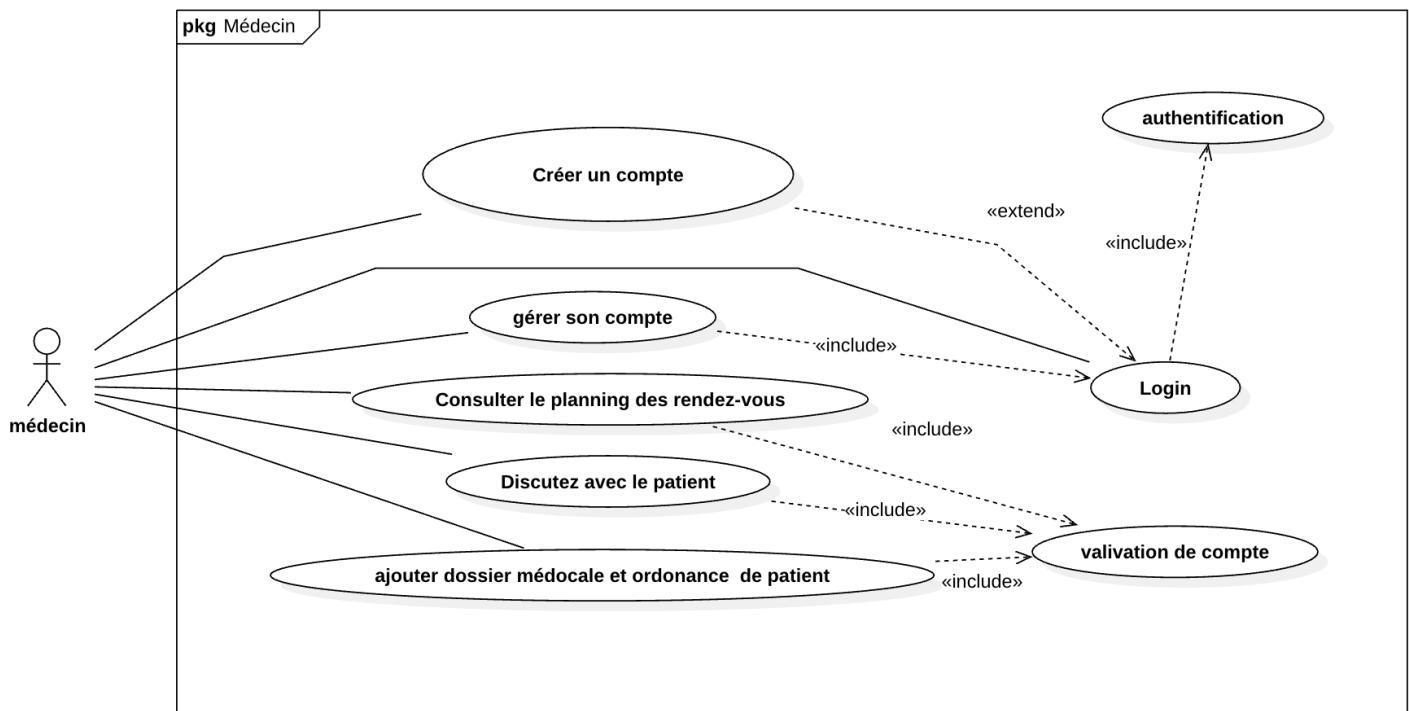 pkg Médecin
authentification
Créer un compte
«extend»
«include»
gérer son compte
«include»
Login
Consulter le planning des rendez-vous
médecin
«include»
Discutez avec le patient
«include»
valivation de compte
ajouter dossier médocale et ordonance de patient
«include»